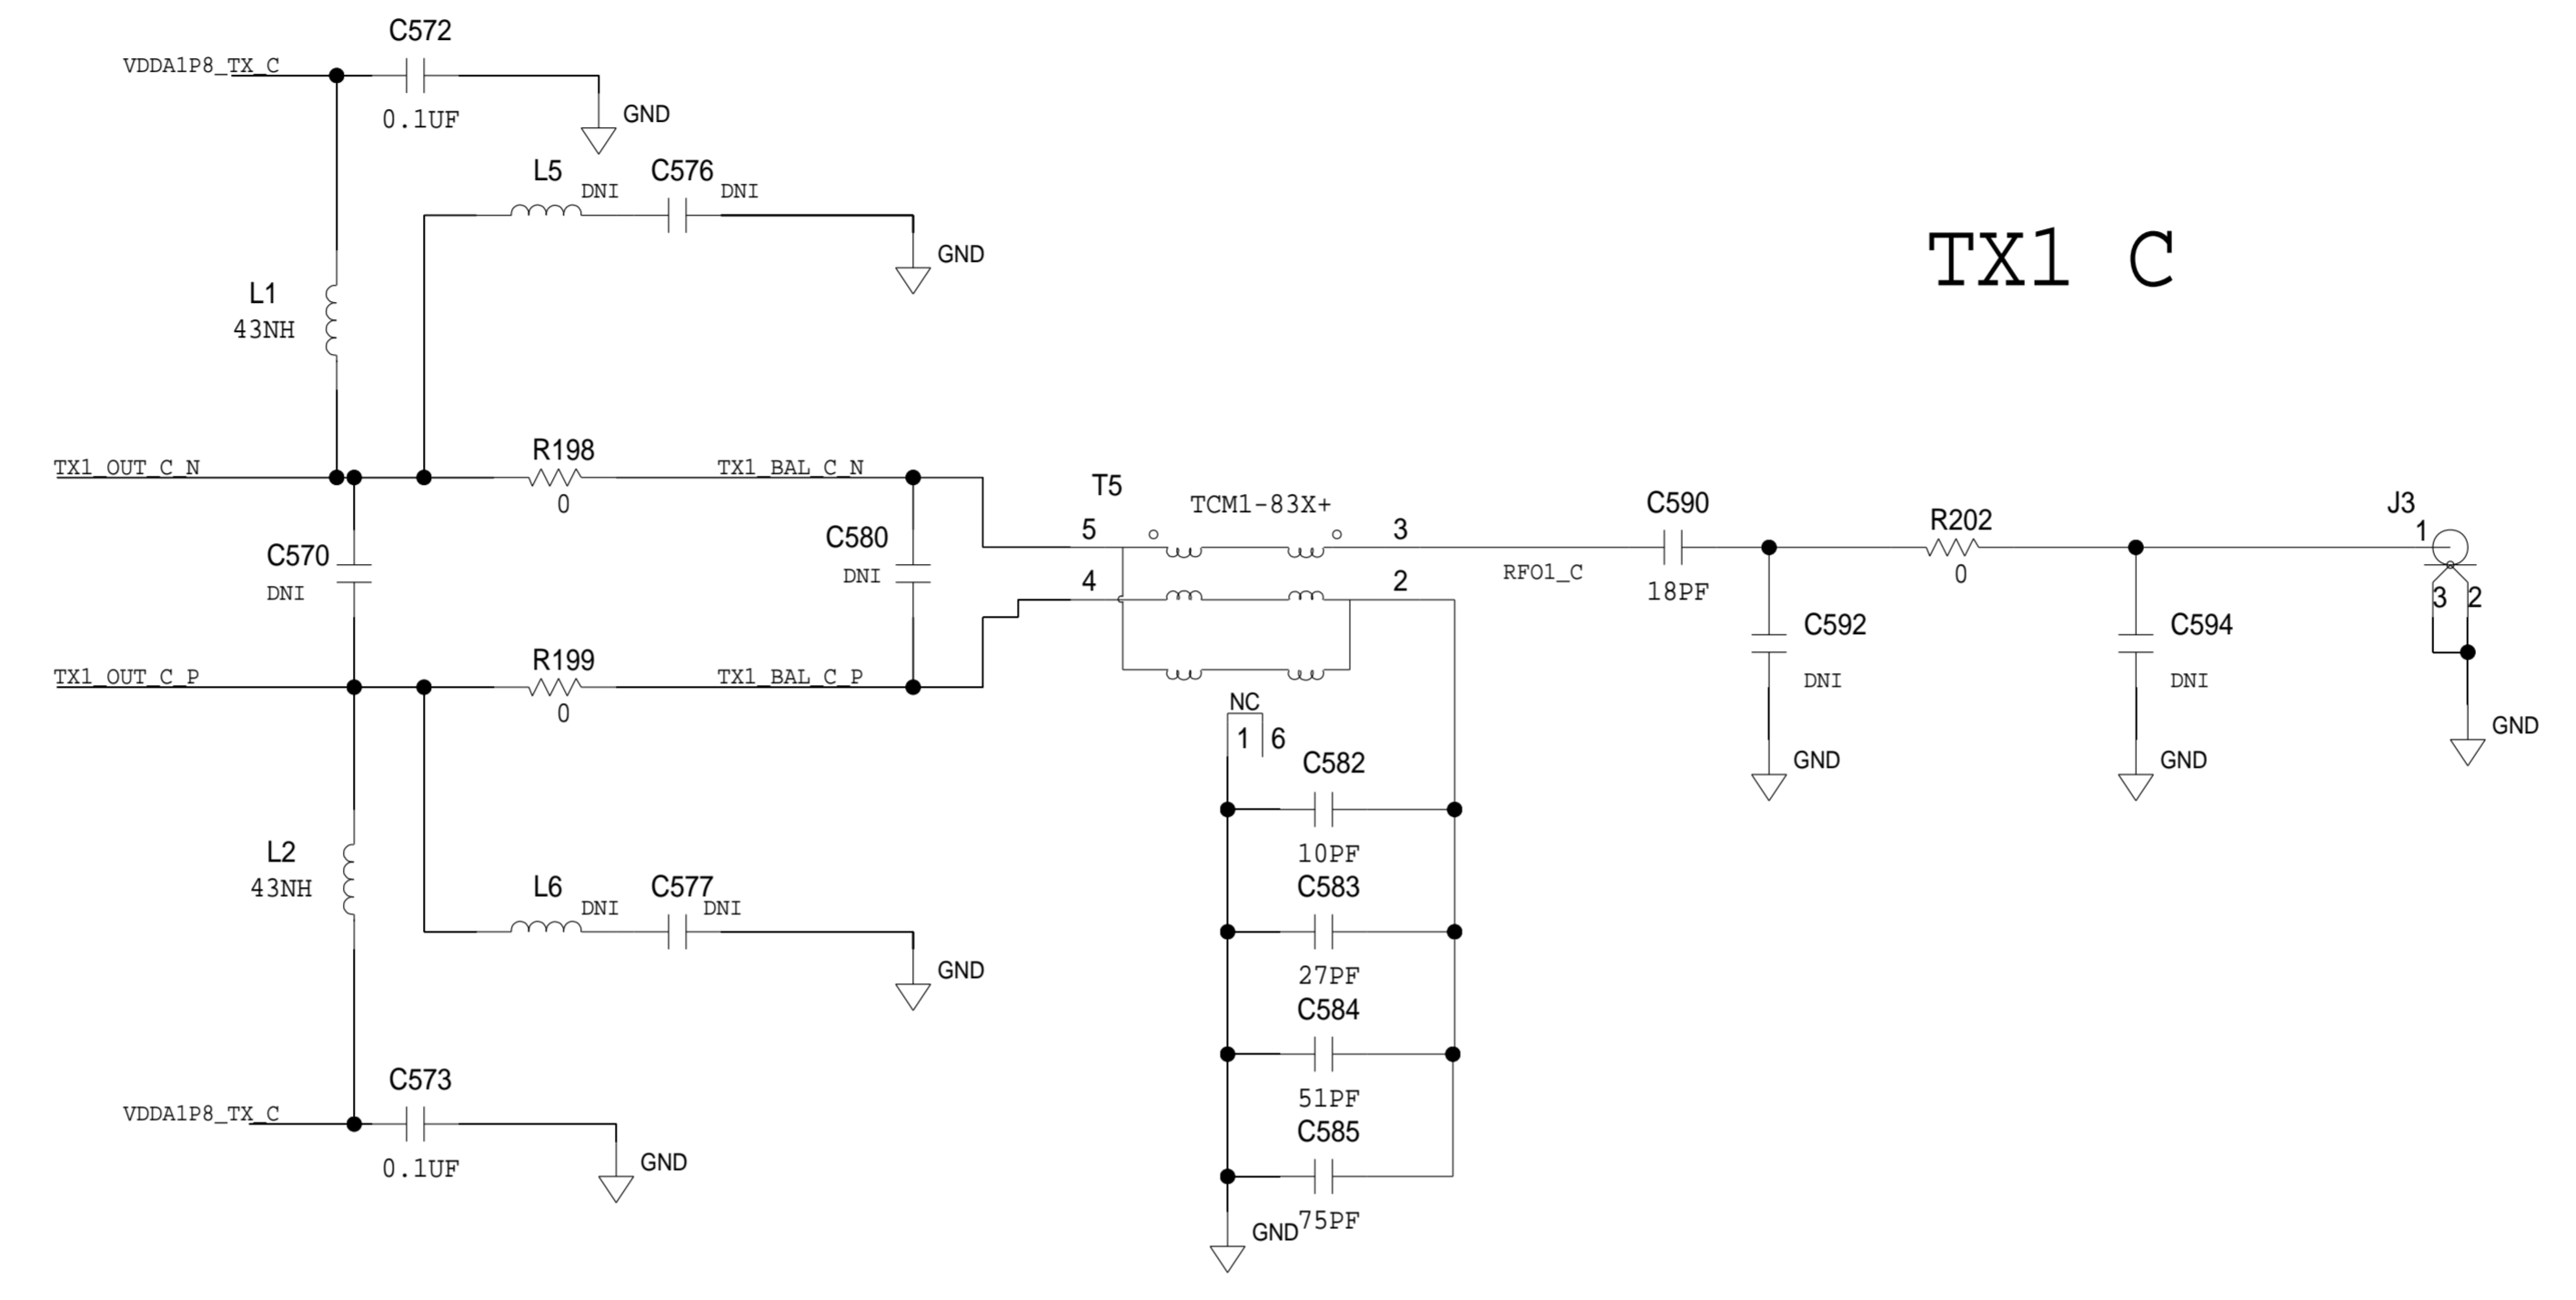 C572
VDDA1P8_TX_C
0.1UF
GND
L5
DNI
C576
DNI
GND
TX1 C
L1
43NH
TX1_OUT_C_N
R198
0
TX1_BAL_C_N
T5
TCM1-83X+
5
3
4
2
C570
DNI
C580
DNI
RFO1_C
C590
18PF
R202
0
J3
1
3
2
GND
C592
DNI
GND
C594
DNI
GND
TX1_OUT_C_P
R199
0
TX1_BAL_C_P
NC
1
6
C582
10PF
C583
27PF
C584
51PF
C585
75PF
GND
L2
43NH
L6
DNI
C577
DNI
GND
C573
VDDA1P8_TX_C
0.1UF
GND